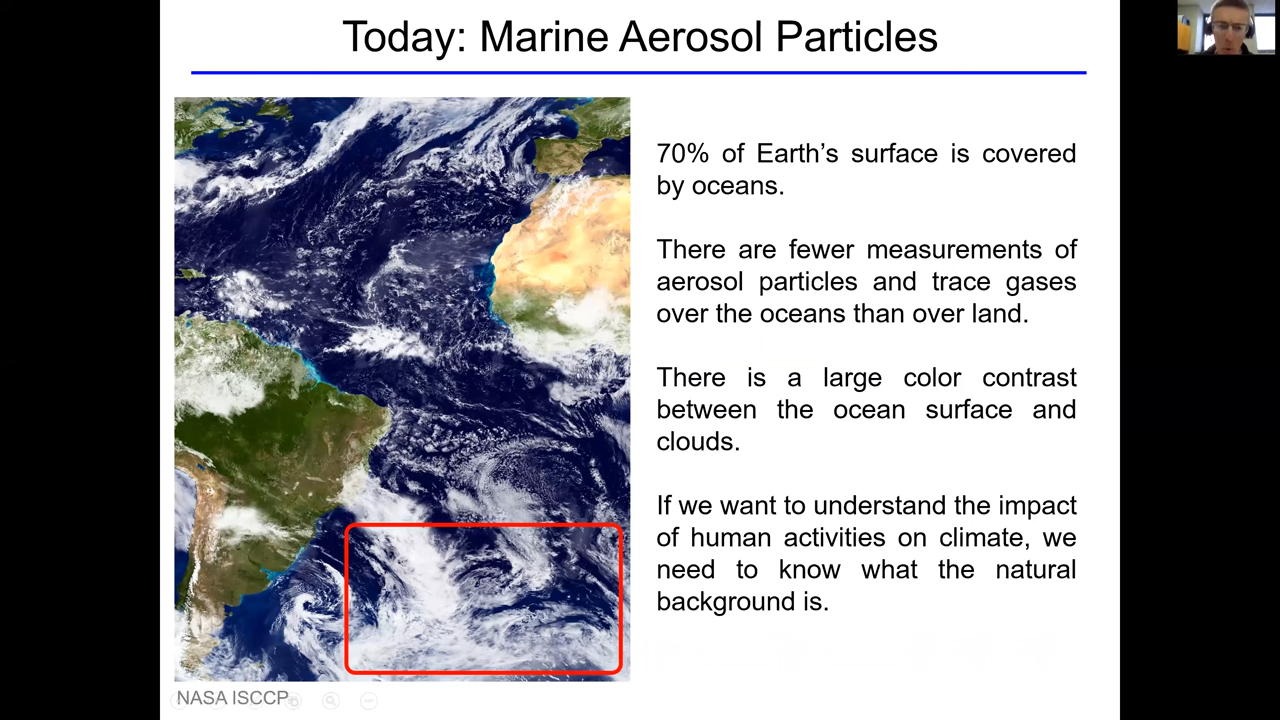 Today: Marine Aerosol Particles
70% of Earth’s surface is covered
by oceans.
There are fewer measurements of
aerosol particles and trace gases
over the oceans than over land.
There is a large color contrast
between the ocean surface and
clouds.
If we want to understand the impact
of human activities on climate, we
need to know what the natural
background is.
NASA ISCCP